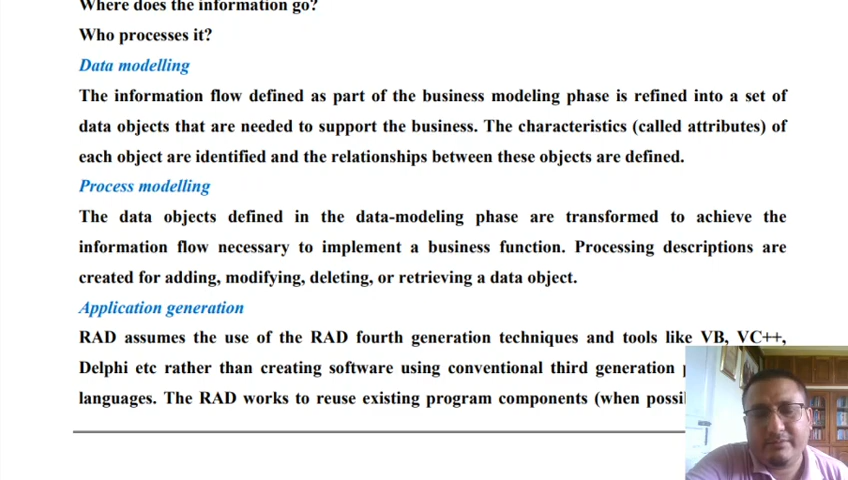 Where does the information go?
Who processes it?
Data modelling
The information flow defined as part of the business modeling phase is refined into a set of
data objects that are needed to support the business. The characteristics (called attributes) of
each object are identified and the relationships between these objects are defined.
Process modelling
The data objects defined in the data-modeling phase are transformed to achieve the
information flow necessary to implement a business function. Processing descriptions are
created for adding, modifying, deleting, or retrieving a data object.
Application generation
RAD assumes the use of the RAD fourth generation techniques and tools like VB, VC++,
Delphi etc rather than creating software using conventional third generation
languages. The RAD works to reuse existing program components (when